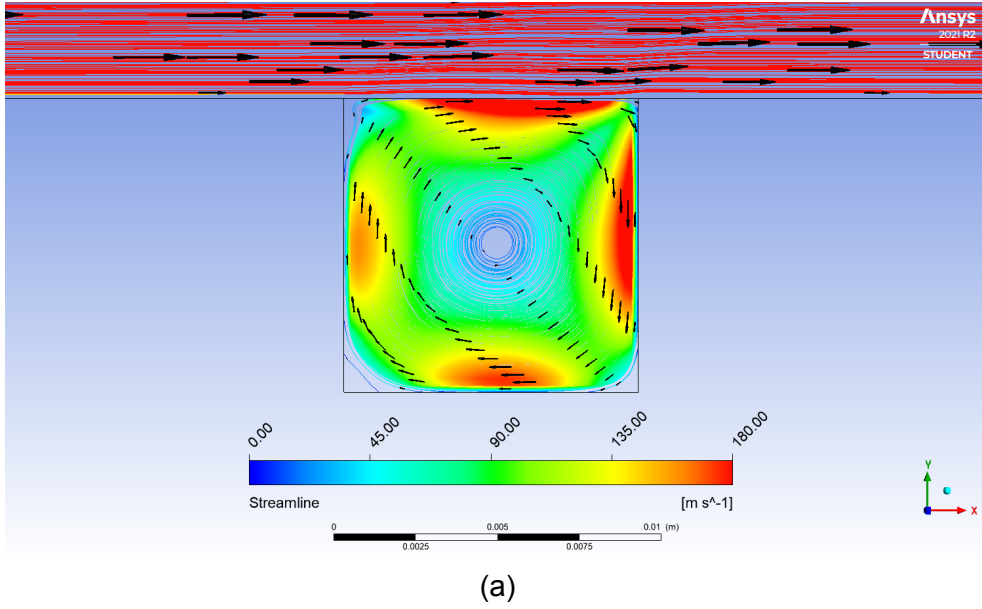 Ansys
2021 R2
STUDENT
0.00 45.00 90.00 135.00 180.00
Streamline [m s^-1]
0 0.005 0.01 (m)
0.0025 0.0075
Y
X
(a)